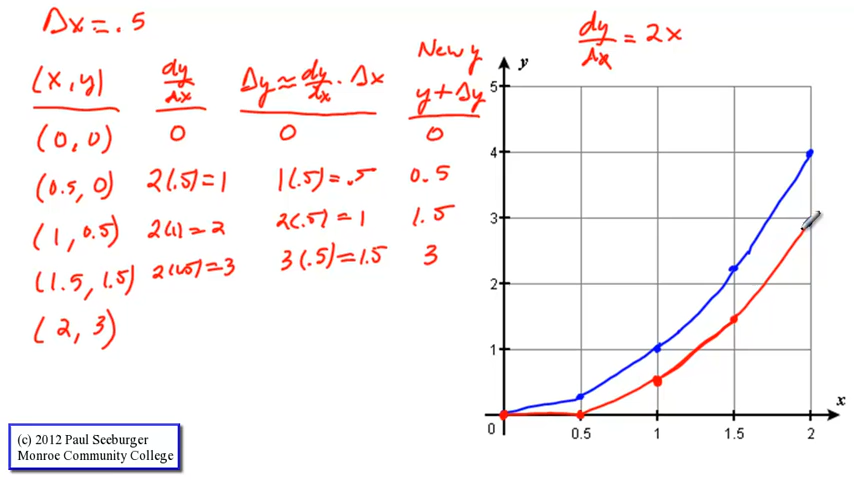 Δx = .5
dy/dx = 2x
(x, y) dy/dx Δy ≈ dy/dx · Δx New y y + Δy
(0, 0) 0 0 0
(0.5, 0) 2(.5) = 1 1(.5) = .5 0.5
(1, 0.5) 2(1) = 2 2(.5) = 1 1.5
(1.5, 1.5) 2(1.5) = 3 3(.5) = 1.5 3
(2, 3)
y
5
4
3
2
1
0 0.5 1 1.5 2
x
(c) 2012 Paul Seeburger
Monroe Community College